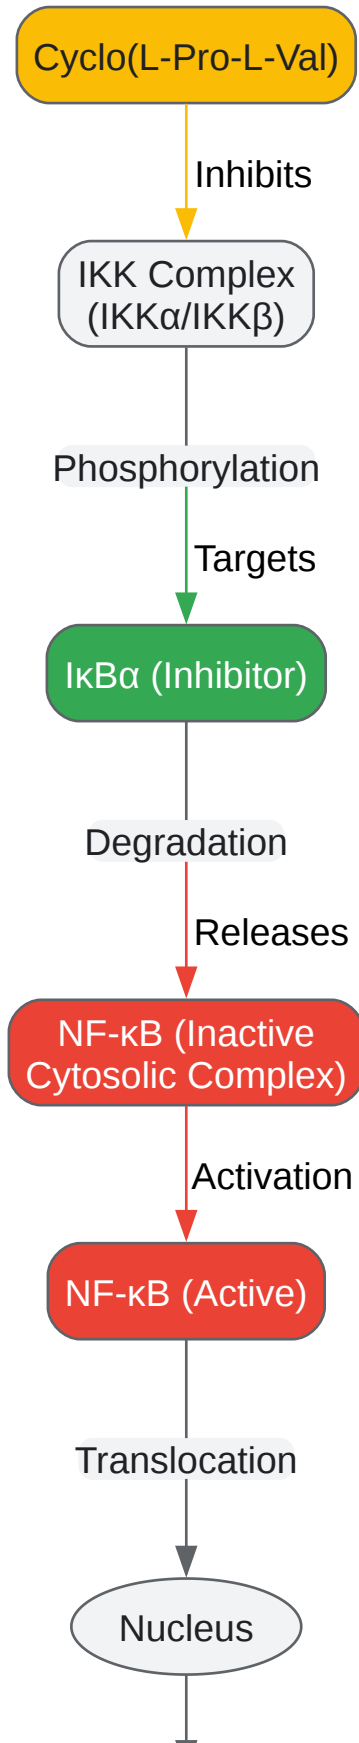 Cyclo(L-Pro-L-Val)
Inhibits
IKK Complex
(IKKα/IKKβ)
Phosphorylation
Targets
IκBα (Inhibitor)
Degradation
Releases
NF-κB (Inactive
Cytosolic Complex)
Activation
NF-κB (Active)
Translocation
Nucleus